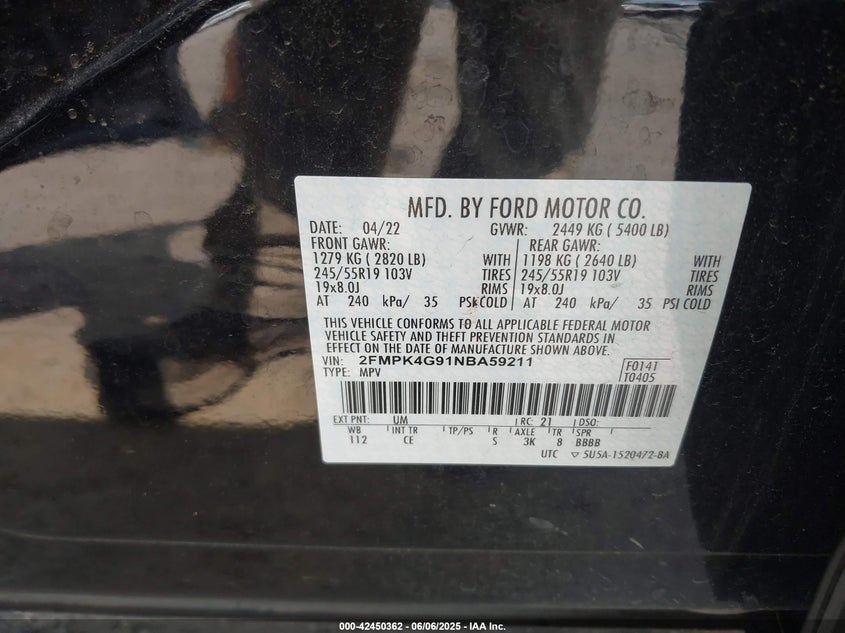 MFD. BY FORD MOTOR CO.
DATE: 04/22 GVWR: 2449 KG ( 5400 LB)
FRONT GAWR: REAR GAWR:
1279 KG ( 2820 LB) WITH 1198 KG ( 2640 LB) WITH
245/55R19 103V TIRES 245/55R19 103V TIRES
19x8.0J RIMS 19x8.0J RIMS
AT 240 kPa/ 35 PSI COLD AT 240 kPa/ 35 PSI COLD
THIS VEHICLE CONFORMS TO ALL APPLICABLE FEDERAL MOTOR
VEHICLE SAFETY AND THEFT PREVENTION STANDARDS IN
EFFECT ON THE DATE OF MANUFACTURE SHOWN ABOVE.
VIN: 2FMPK4G91NBA59211 F0141
TYPE: MPV T0405
EXT PNT: UM RC: 21 DSO:
WB INT TR TP/PS R AXLE TR SPR
112 CE S 3K 8 BBBB
UTC ▽ 5U5A-1520472-BA
000-42450362 - 06/06/2025 - IAA Inc.